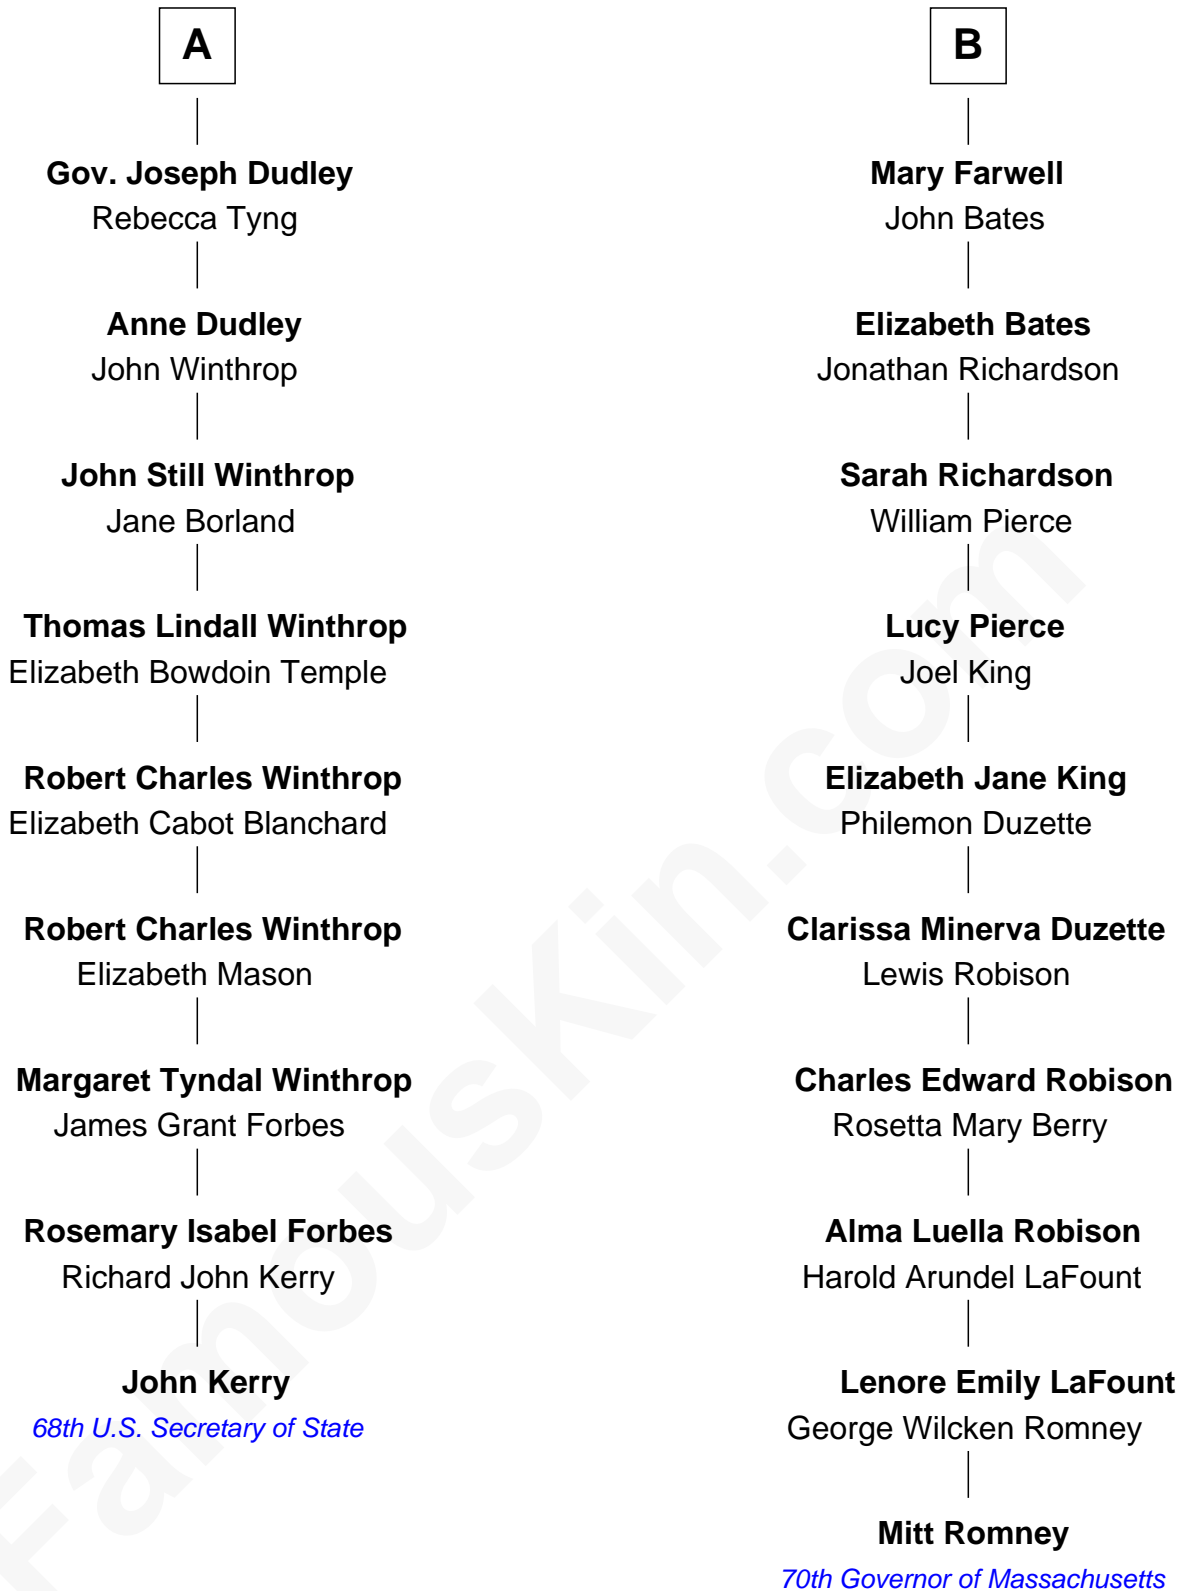 A
Gov. Joseph Dudley
Rebecca Tyng
Anne Dudley
John Winthrop
John Still Winthrop
Jane Borland
Thomas Lindall Winthrop
Elizabeth Bowdoin Temple
Robert Charles Winthrop
Elizabeth Cabot Blanchard
Robert Charles Winthrop
Elizabeth Mason
Margaret Tyndal Winthrop
James Grant Forbes
Rosemary Isabel Forbes
Richard John Kerry
John Kerry
68th U.S. Secretary of State
B
Mary Farwell
John Bates
Elizabeth Bates
Jonathan Richardson
Sarah Richardson
William Pierce
Lucy Pierce
Joel King
Elizabeth Jane King
Philemon Duzette
Clarissa Minerva Duzette
Lewis Robison
Charles Edward Robison
Rosetta Mary Berry
Alma Luella Robison
Harold Arundel LaFount
Lenore Emily LaFount
George Wilcken Romney
Mitt Romney
70th Governor of Massachusetts
FamousKin.com